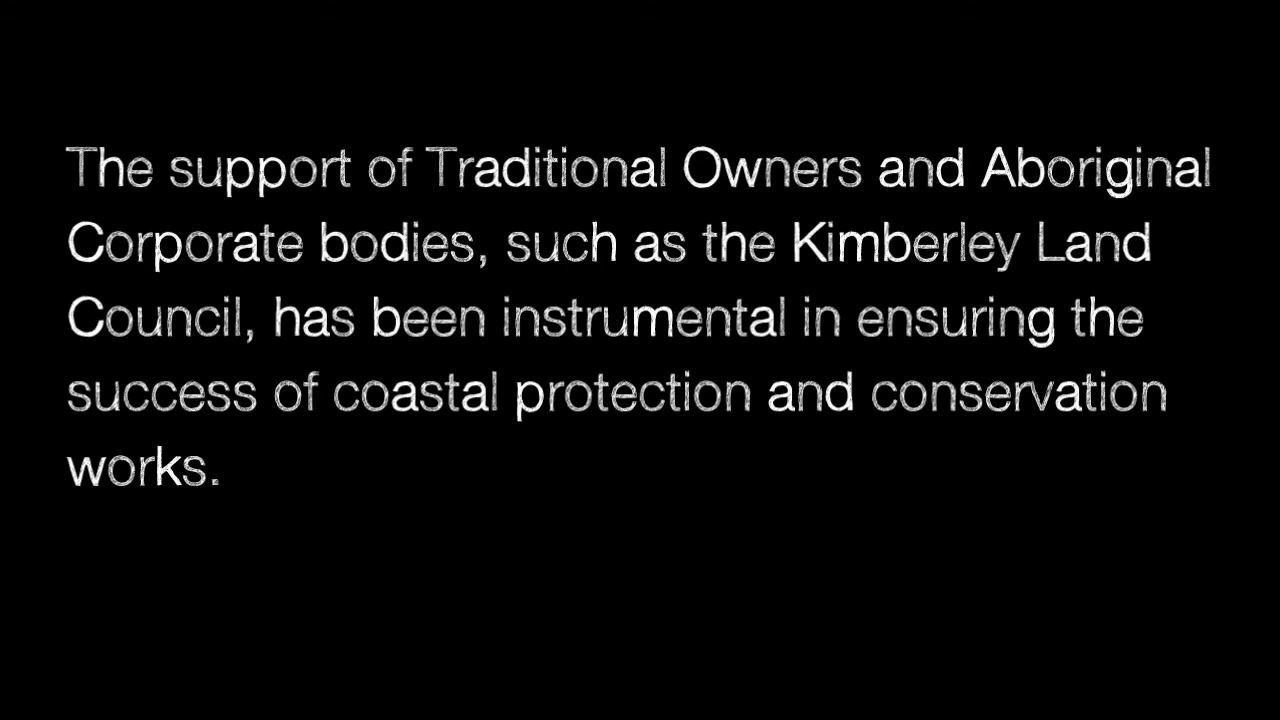 The support of Traditional Owners and Aboriginal
Corporate bodies, such as the Kimberley Land
Council, has been instrumental in ensuring the
success of coastal protection and conservation
works.